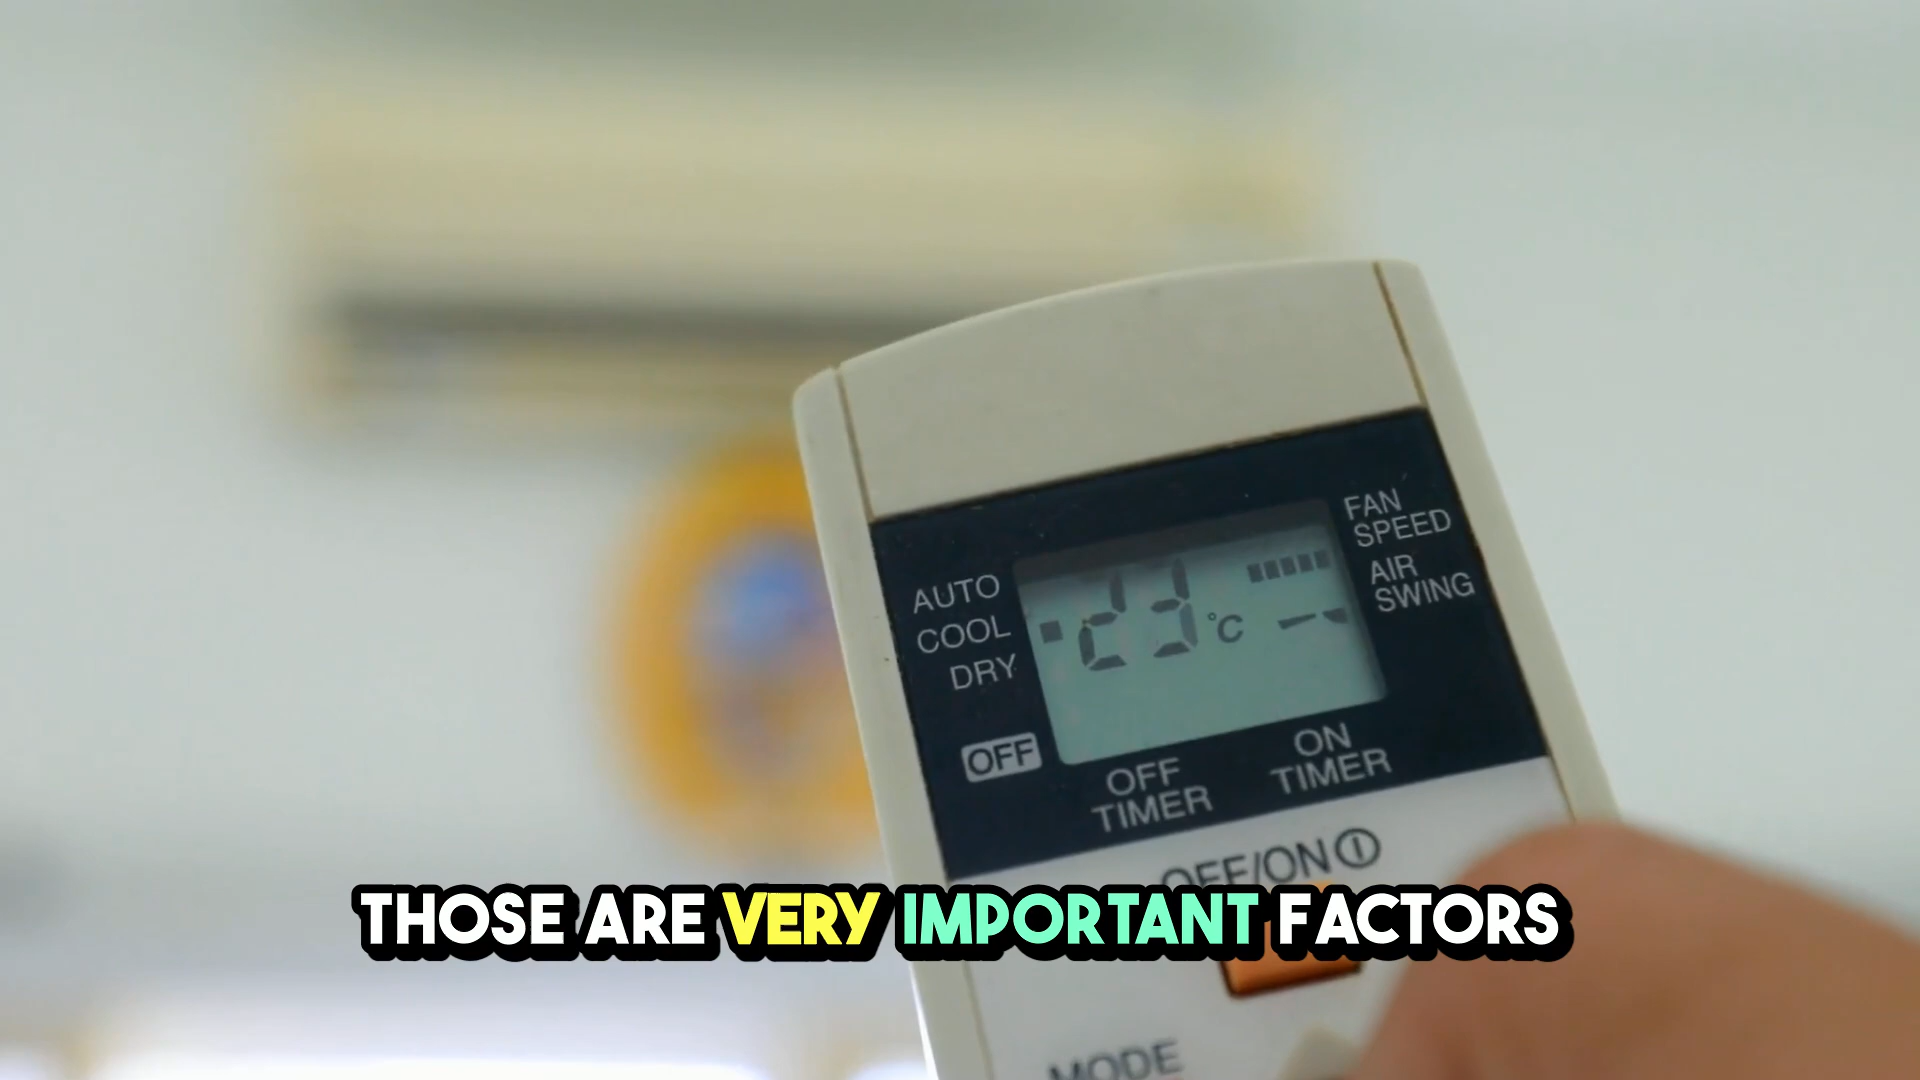 FAN
SPEED
AIR
SWING
AUTO
COOL
DRY
23 °C
OFF
OFF
TIMER
ON
TIMER
OFF/ON
THOSE ARE VERY IMPORTANT FACTORS
MODE